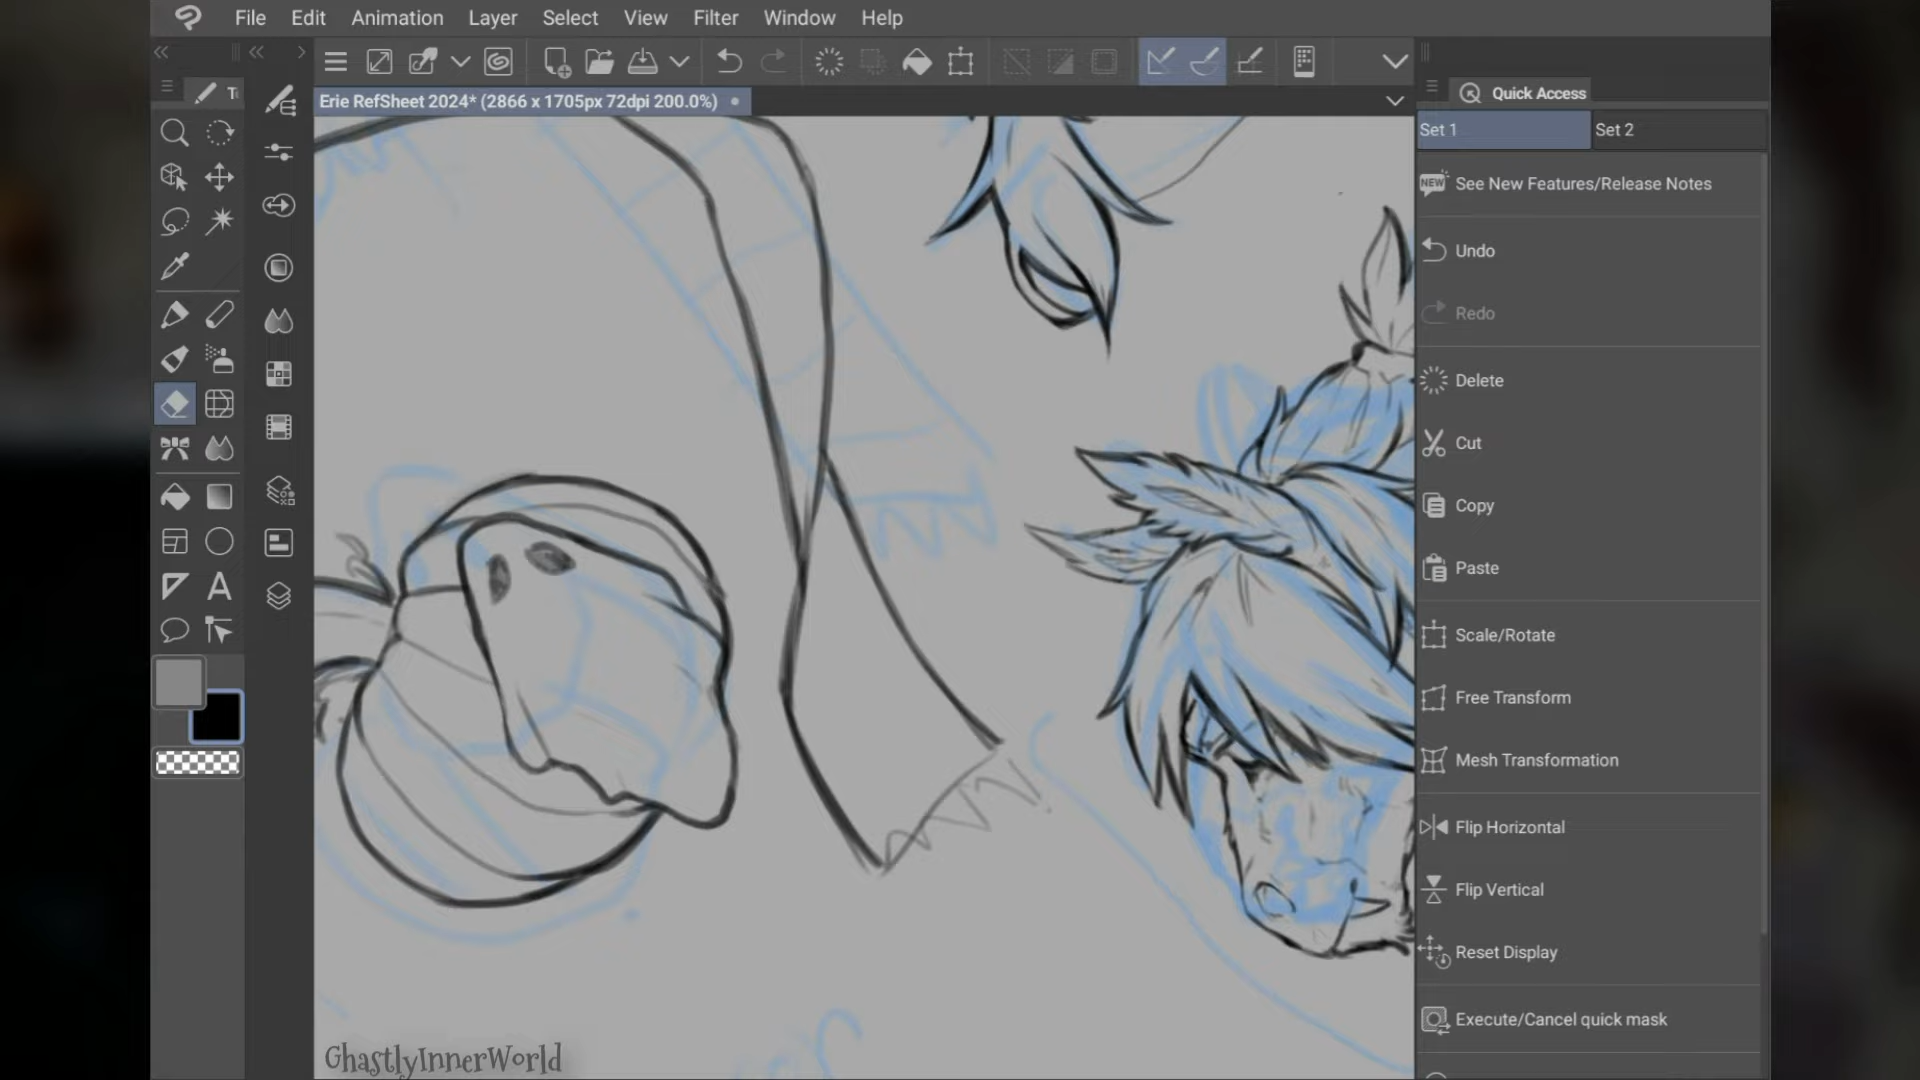 File Edit Animation Layer Select View Filter Window Help
Erie RefSheet 2024* (2866 x 1705px 72dpi 200.0%)
Quick Access
Set 1 Set 2
See New Features/Release Notes
Undo
Redo
Delete
Cut
Copy
Paste
Scale/Rotate
Free Transform
Mesh Transformation
Flip Horizontal
Flip Vertical
Reset Display
Execute/Cancel quick mask
GhastlyInnerWorld